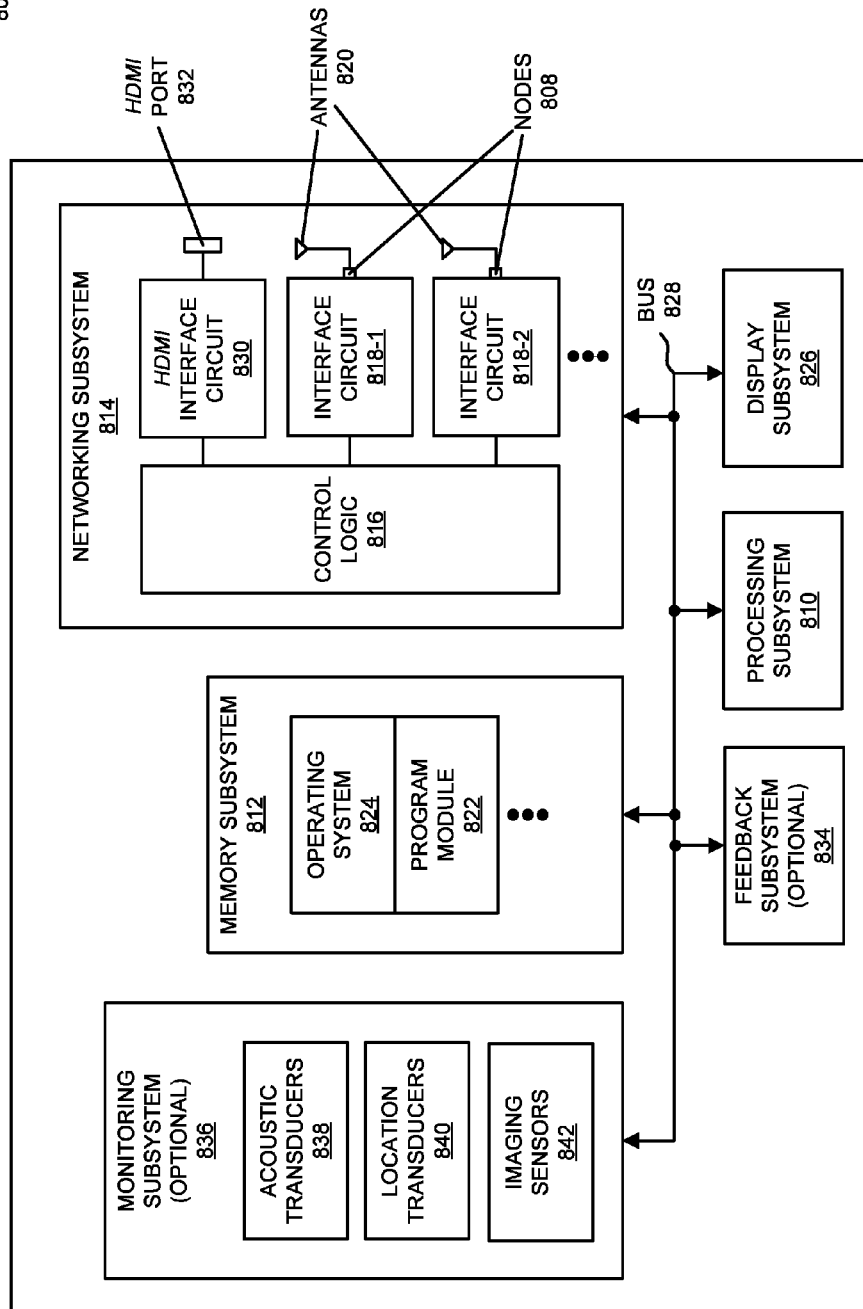 MONITORING
SUBSYSTEM
(OPTIONAL)
836
ACOUSTIC
TRANSDUCERS
838
LOCATION
TRANSDUCERS
840
IMAGING
SENSORS
842
MEMORY SUBSYSTEM
812
OPERATING
SYSTEM
824
PROGRAM
MODULE
822
NETWORKING SUBSYSTEM
814
CONTROL
LOGIC
816
HDMI
INTERFACE
CIRCUIT
830
INTERFACE
CIRCUIT
818-1
INTERFACE
CIRCUIT
818-2
HDMI
PORT
832
ANTENNAS
820
NODES
808
BUS
828
FEEDBACK
SUBSYSTEM
(OPTIONAL)
834
PROCESSING
SUBSYSTEM
810
DISPLAY
SUBSYSTEM
826